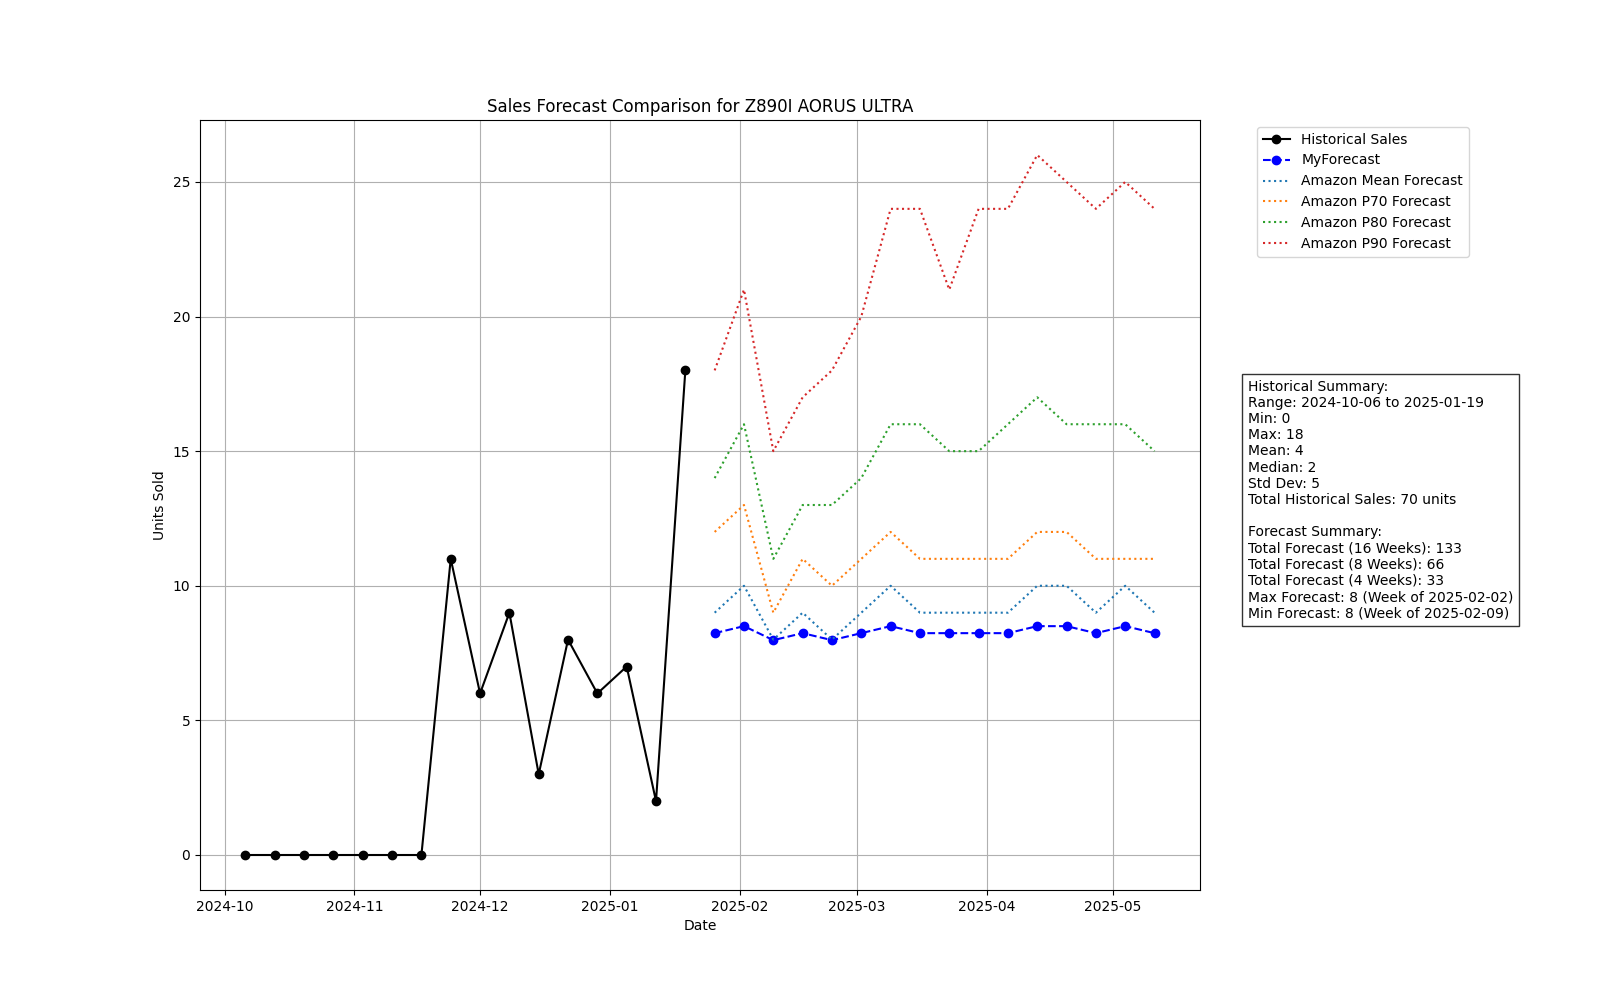 Sales Forecast Comparison for Z890I AORUS ULTRA
Historical Sales
MyForecast
Amazon Mean Forecast
Amazon P70 Forecast
Amazon P80 Forecast
Amazon P90 Forecast
25
20
15
10
5
0
Units Sold
2024-10
2024-11
2024-12
2025-01
2025-02
2025-03
2025-04
2025-05
Date
Historical Summary:
Range: 2024-10-06 to 2025-01-19
Min: 0
Max: 18
Mean: 4
Median: 2
Std Dev: 5
Total Historical Sales: 70 units
Forecast Summary:
Total Forecast (16 Weeks): 133
Total Forecast (8 Weeks): 66
Total Forecast (4 Weeks): 33
Max Forecast: 8 (Week of 2025-02-02)
Min Forecast: 8 (Week of 2025-02-09)